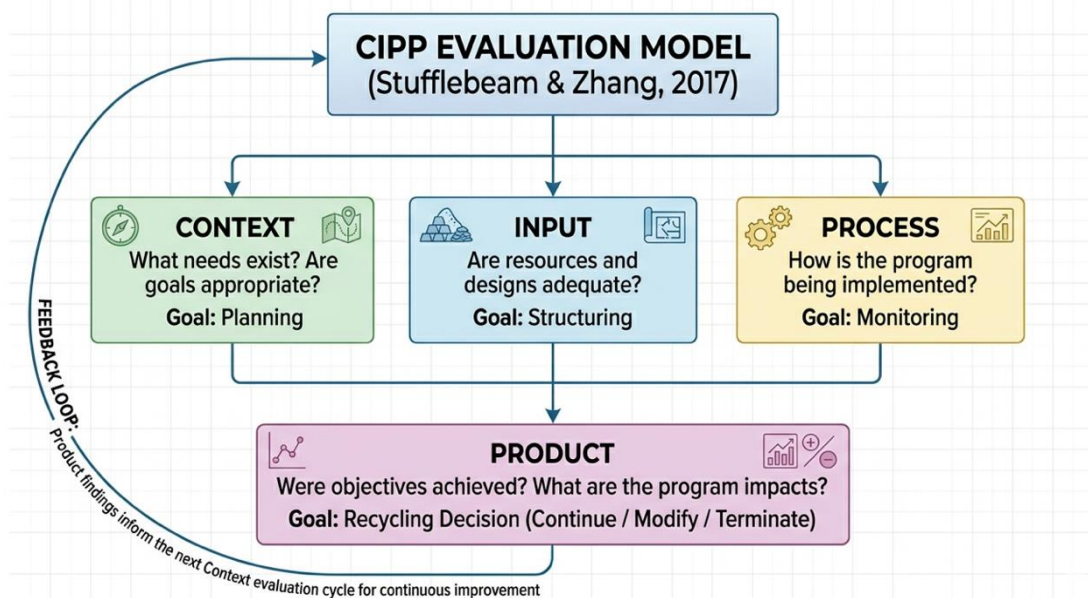 CIPP EVALUATION MODEL
(Stufflebeam & Zhang, 2017)
CONTEXT
What needs exist? Are
goals appropriate?
Goal: Planning
INPUT
Are resources and
designs adequate?
Goal: Structuring
PROCESS
How is the program
being implemented?
Goal: Monitoring
PRODUCT
Were objectives achieved? What are the program impacts?
Goal: Recycling Decision (Continue / Modify / Terminate)
FEEDBACK LOOP:
Product findings inform the next Context evaluation cycle for continuous improvement